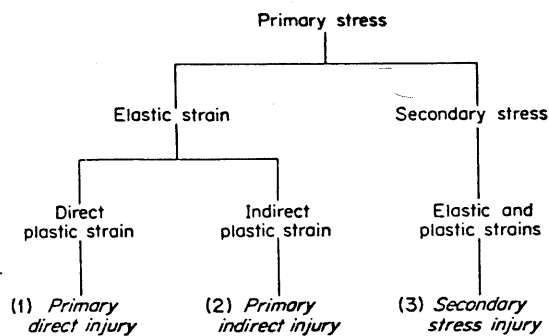 Primary stress
Elastic strain
Secondary stress
Direct
plastic strain
Indirect
plastic strain
Elastic and
plastic strains
(1) Primary
direct injury
(2) Primary
indirect injury
(3) Secondary
stress injury